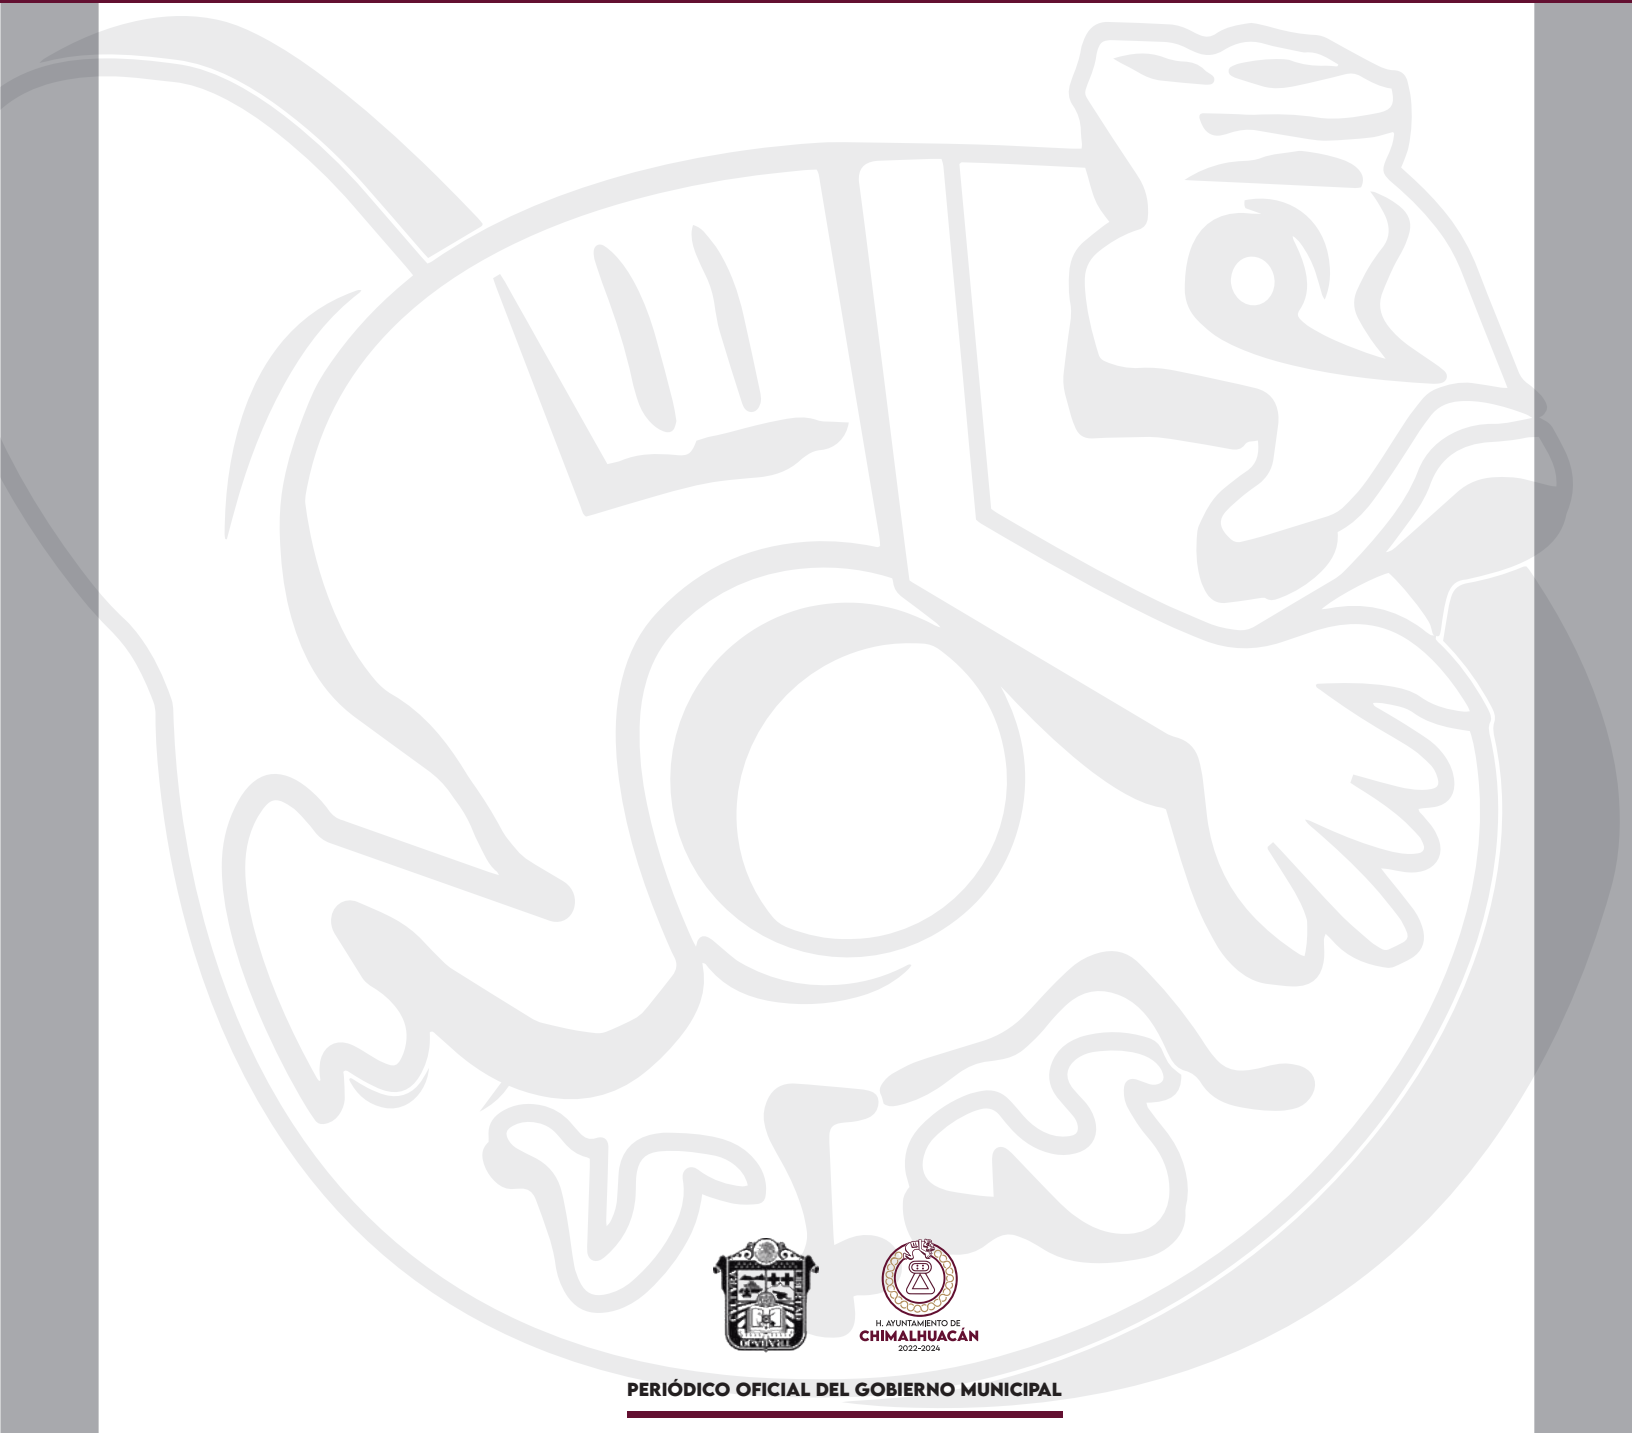 H. AYUNTAMIENTO DE
CHIMALHUACÁN
2022-2024
PERIÓDICO OFICIAL DEL GOBIERNO MUNICIPAL